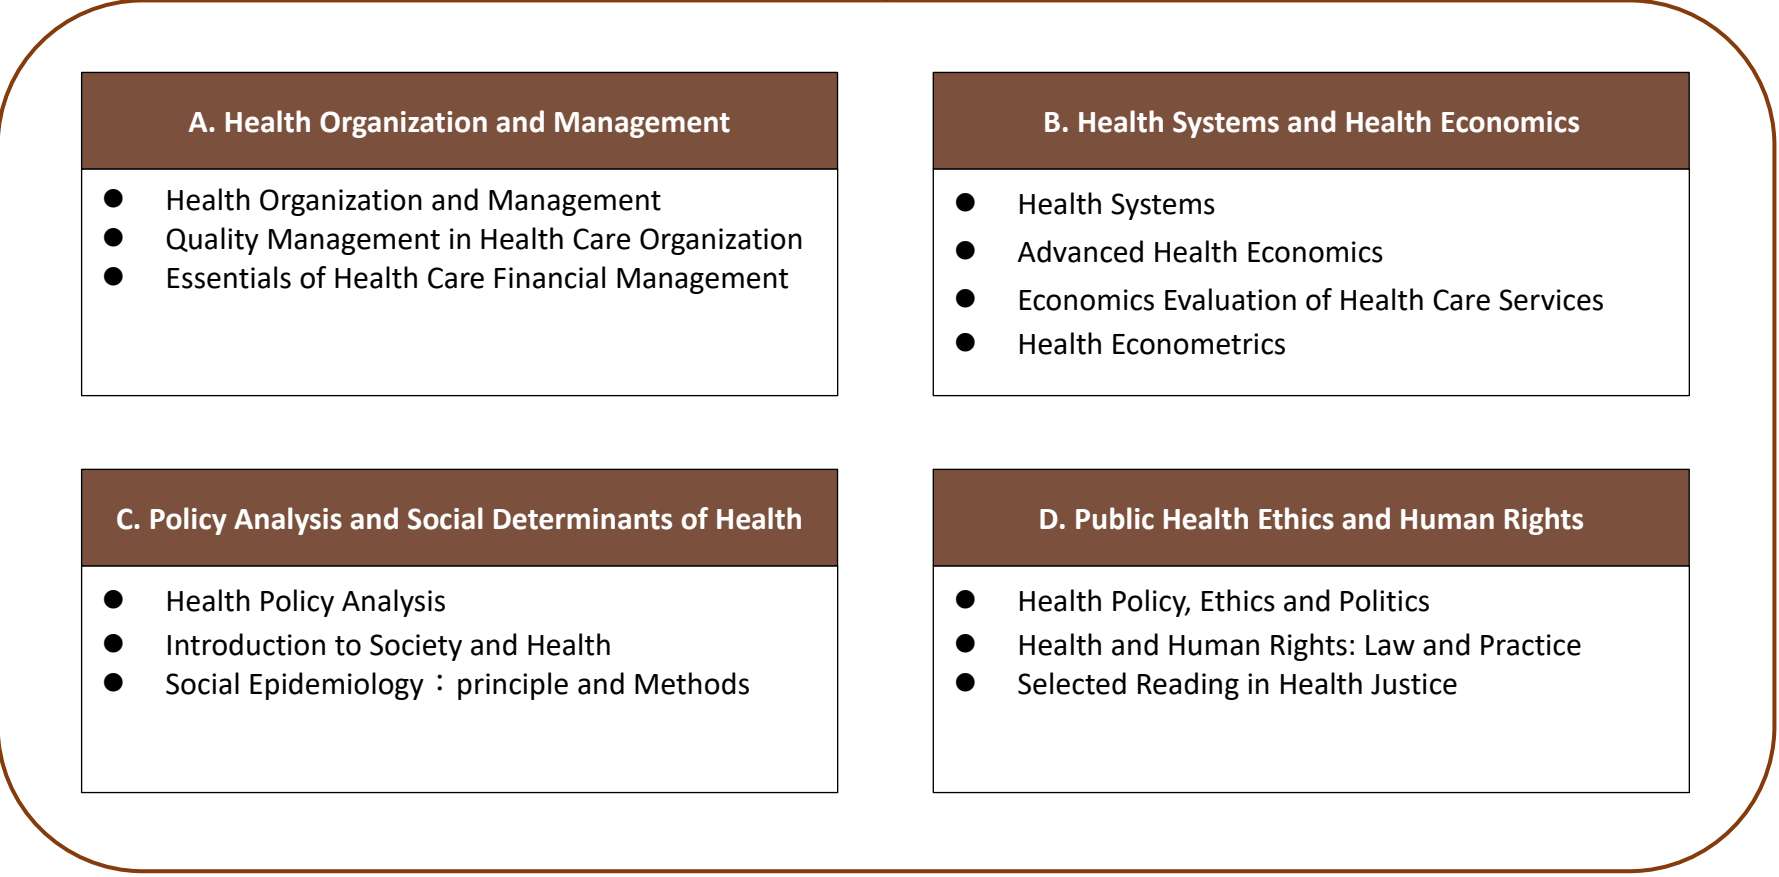 A. Health Organization and Management
● Health Organization and Management
● Quality Management in Health Care Organization
● Essentials of Health Care Financial Management
B. Health Systems and Health Economics
● Health Systems
● Advanced Health Economics
● Economics Evaluation of Health Care Services
● Health Econometrics
C. Policy Analysis and Social Determinants of Health
● Health Policy Analysis
● Introduction to Society and Health
● Social Epidemiology：principle and Methods
D. Public Health Ethics and Human Rights
● Health Policy, Ethics and Politics
● Health and Human Rights: Law and Practice
● Selected Reading in Health Justice